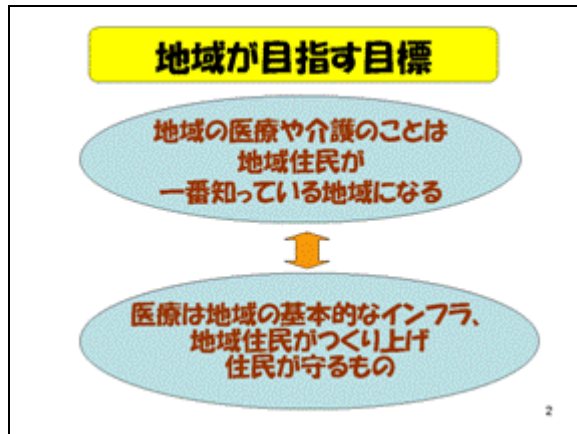 地域が目指す目標
地域の医療や介護のことは
地域住民が
一番知っている地域になる
医療は地域の基本的なインフラ、
地域住民がつくり上げ
住民が守るもの
2